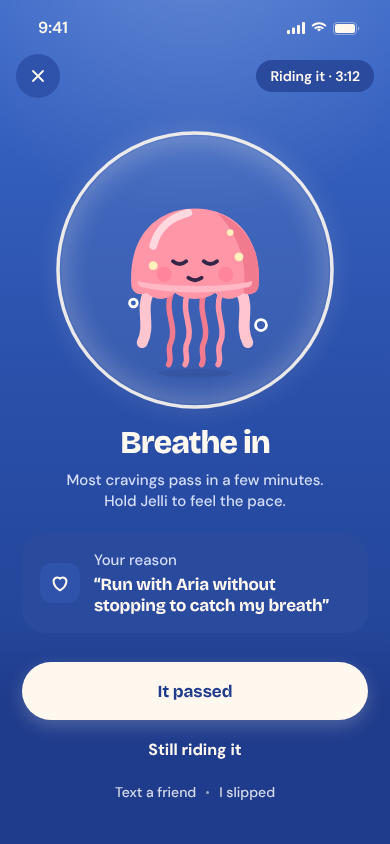 9:41
Riding it · 3:12
Breathe in
Most cravings pass in a few minutes.
Hold Jelli to feel the pace.
Your reason
“Run with Aria without
stopping to catch my breath”
It passed
Still riding it
Text a friend • I slipped